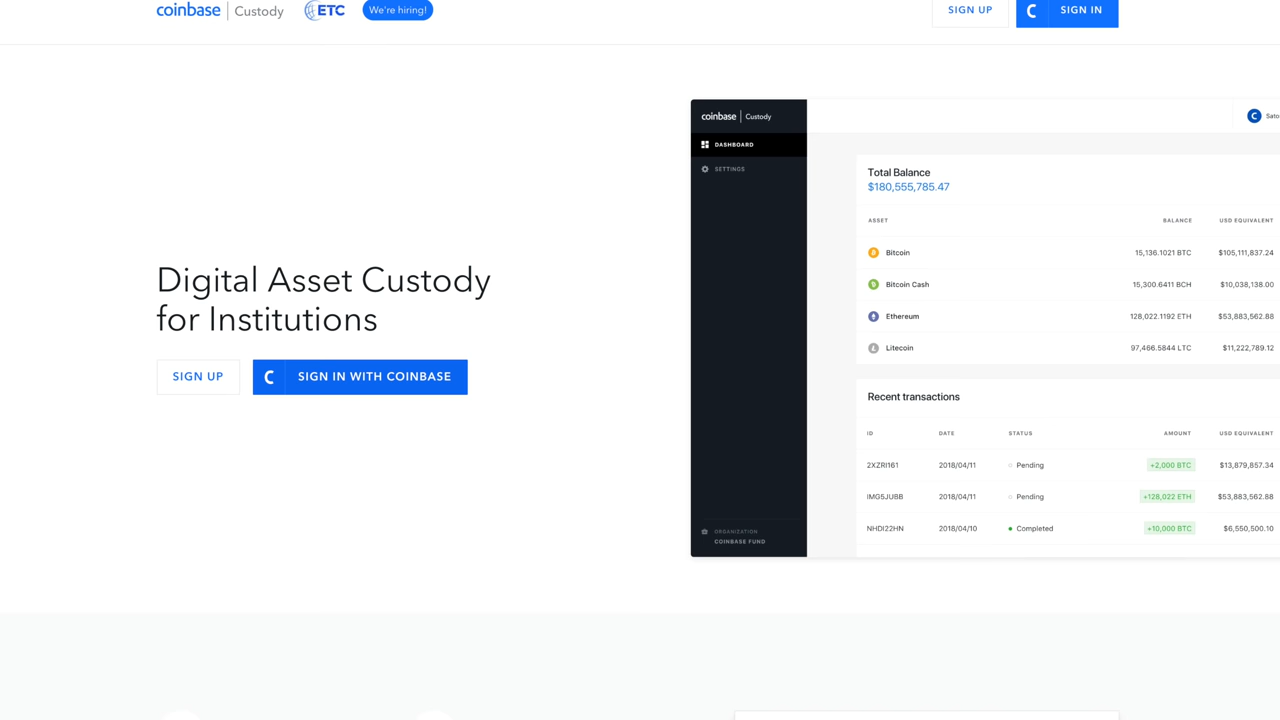 coinbase | Custody ETC We're hiring! SIGN UP SIGN IN
Digital Asset Custody
for Institutions
SIGN UP SIGN IN WITH COINBASE
coinbase | Custody
DASHBOARD
SETTINGS
ORGANIZATION
COINBASE FUND
Sato
Total Balance
$180,555,785.47
ASSET BALANCE USD EQUIVALENT
Bitcoin 15,136.1021 BTC $105,111,837.24
Bitcoin Cash 15,300.6411 BCH $10,038,138.00
Ethereum 128,022.1192 ETH $53,883,562.88
Litecoin 97,466.5844 LTC $11,222,789.12
Recent transactions
ID DATE STATUS AMOUNT USD EQUIVALENT
2XZRI161 2018/04/11 Pending +2,000 BTC $13,879,857.34
IMG5JUBB 2018/04/11 Pending +128,022 ETH $53,883,562.88
NHDI22HN 2018/04/10 Completed +10,000 BTC $6,550,500.10